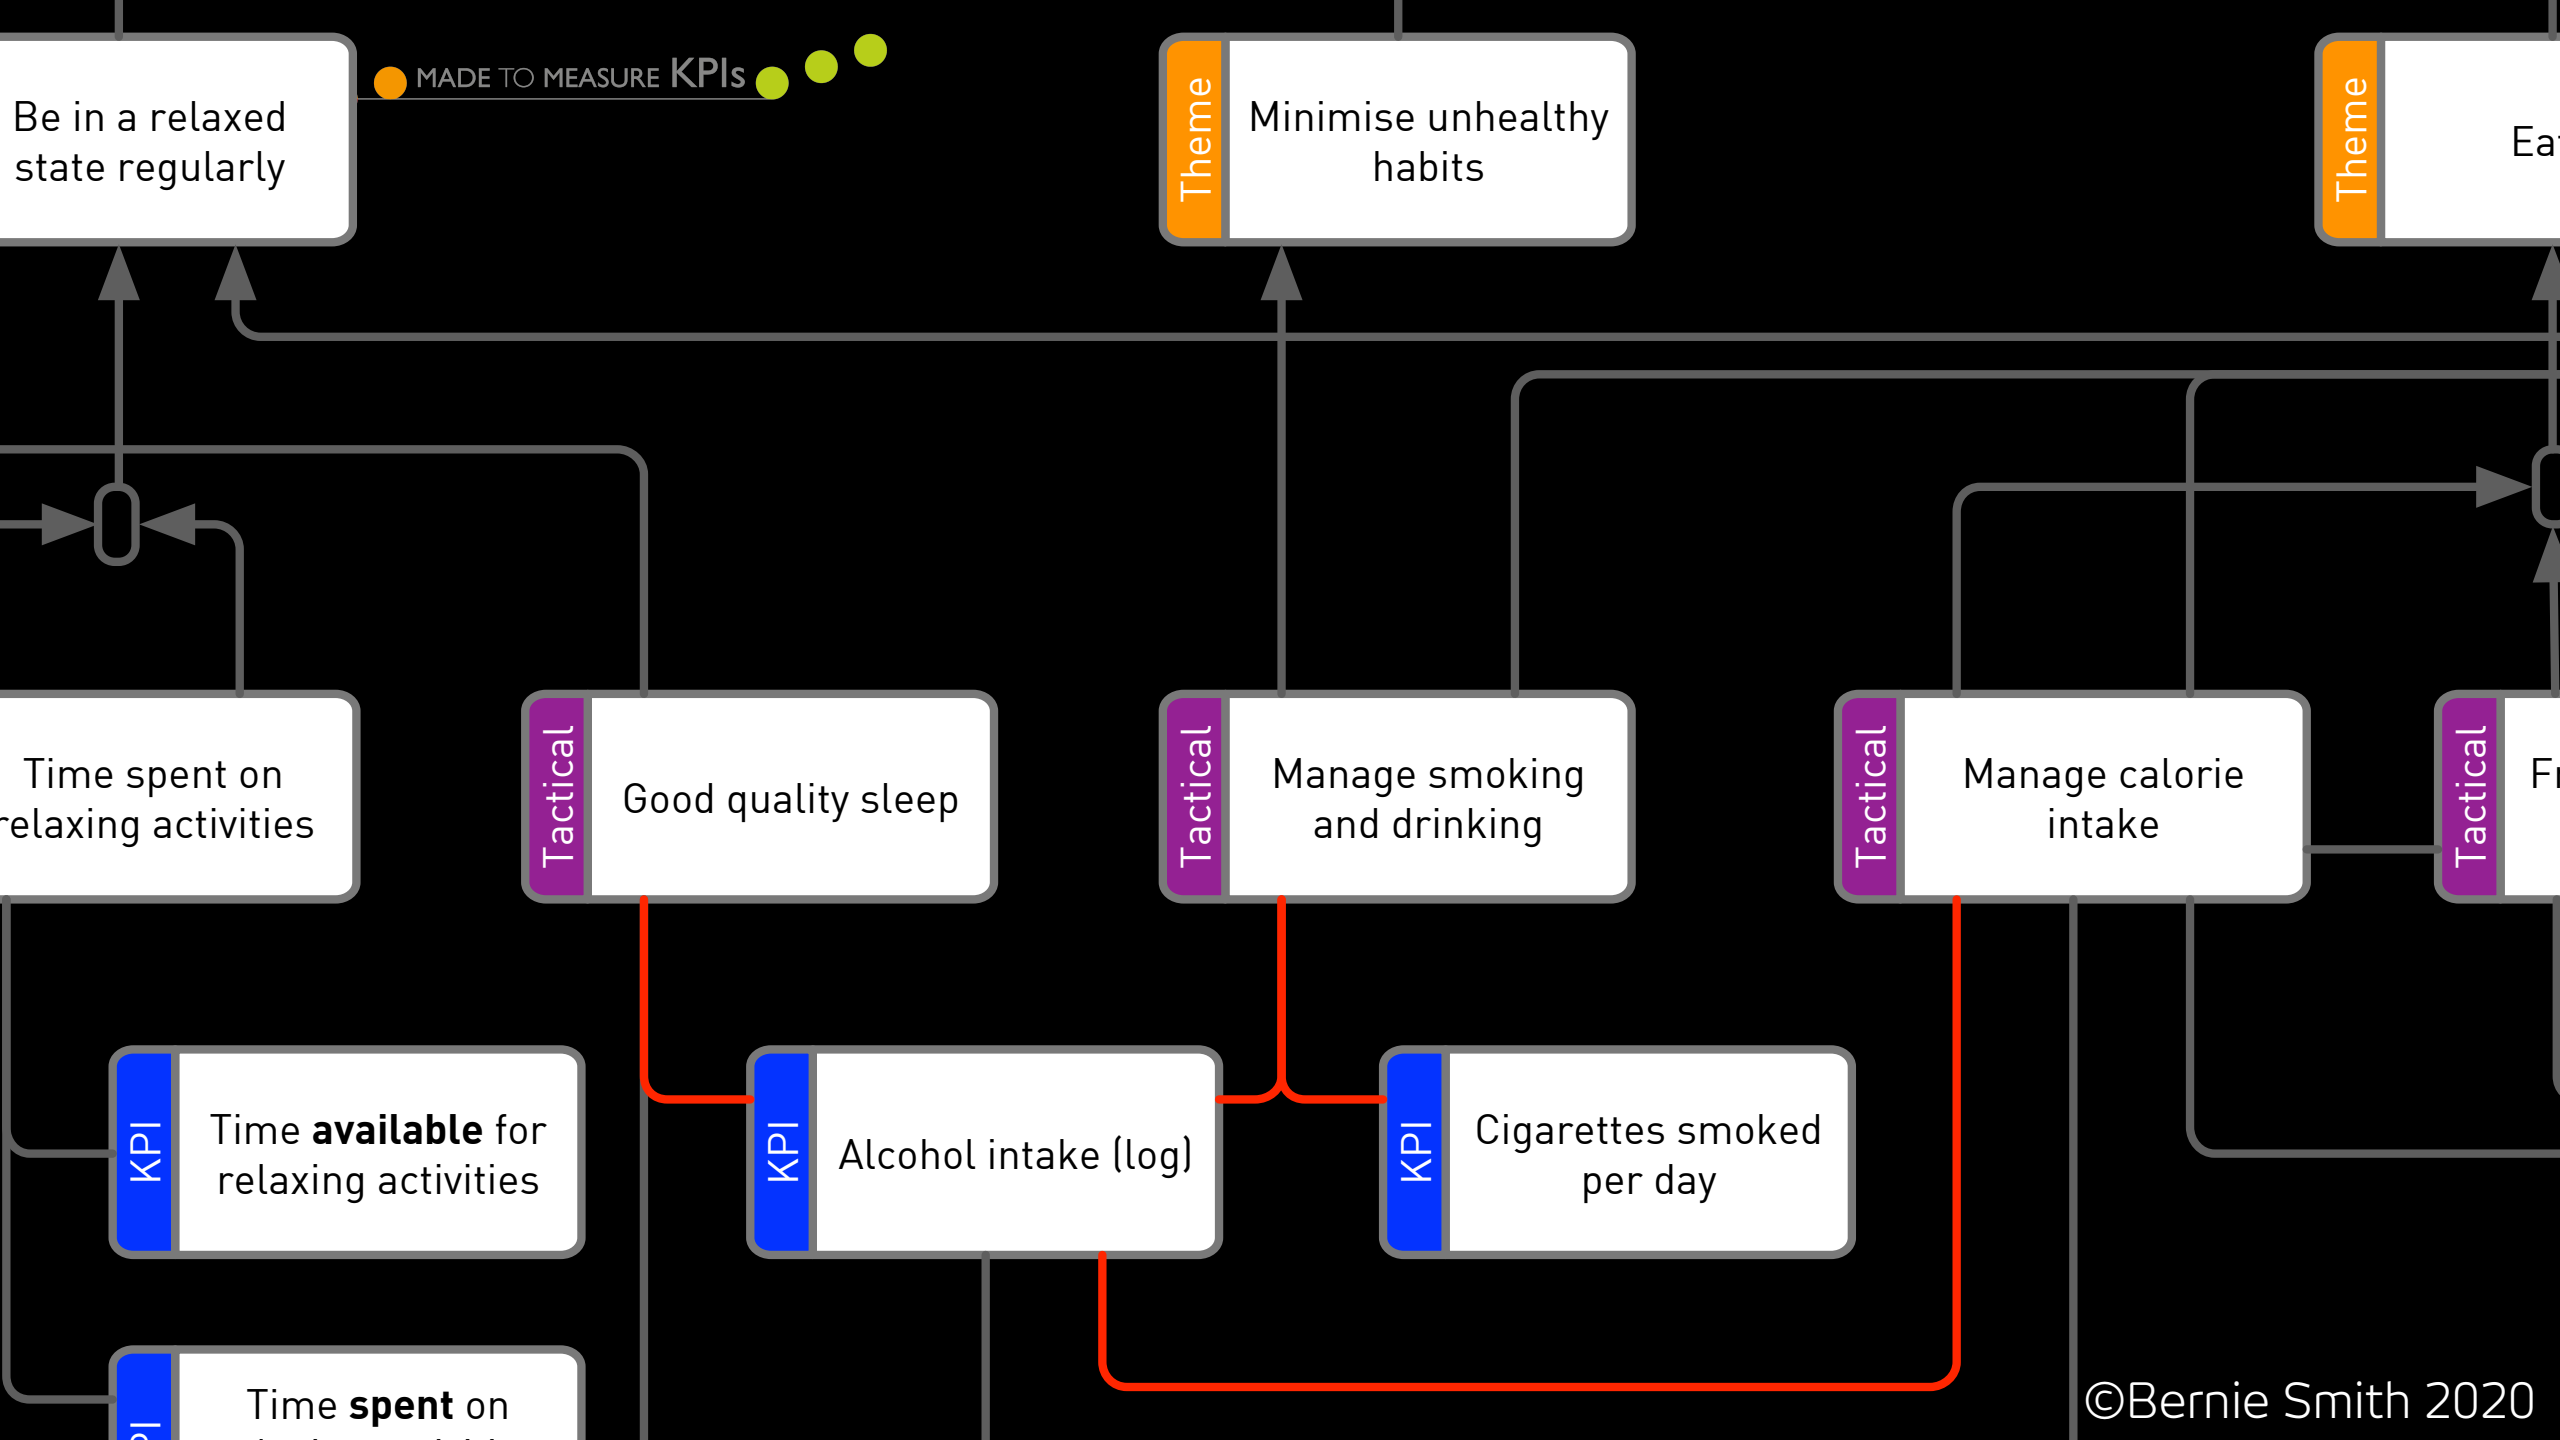 Be in a relaxed
state regularly
MADE TO MEASURE KPIs
Theme
Minimise unhealthy
habits
Theme
Time spent on
relaxing activities
Tactical
Good quality sleep
Tactical
Manage smoking
and drinking
Tactical
Manage calorie
intake
Tactical
KPI
Time available for
relaxing activities
KPI
Alcohol intake (log)
KPI
Cigarettes smoked
per day
Time spent on
©Bernie Smith 2020